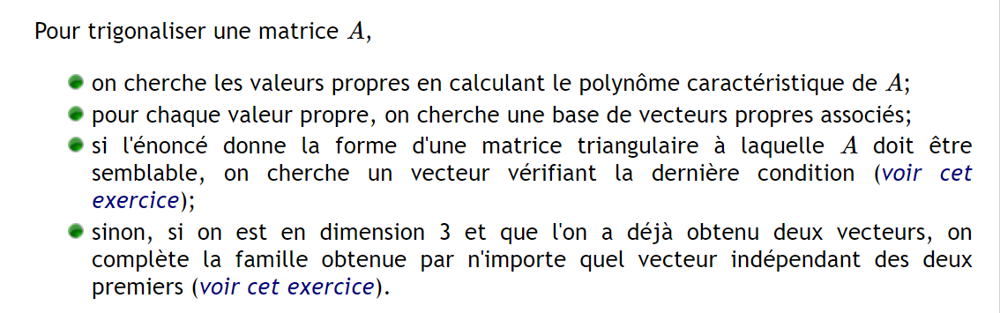 Pour trigonaliser une matrice A,
on cherche les valeurs propres en calculant le polynôme caractéristique de A;
pour chaque valeur propre, on cherche une base de vecteurs propres associés;
si l'énoncé donne la forme d'une matrice triangulaire à laquelle A doit être
semblable, on cherche un vecteur vérifiant la dernière condition (voir cet
exercice);
sinon, si on est en dimension 3 et que l'on a déjà obtenu deux vecteurs, on
complète la famille obtenue par n'importe quel vecteur indépendant des deux
premiers (voir cet exercice).